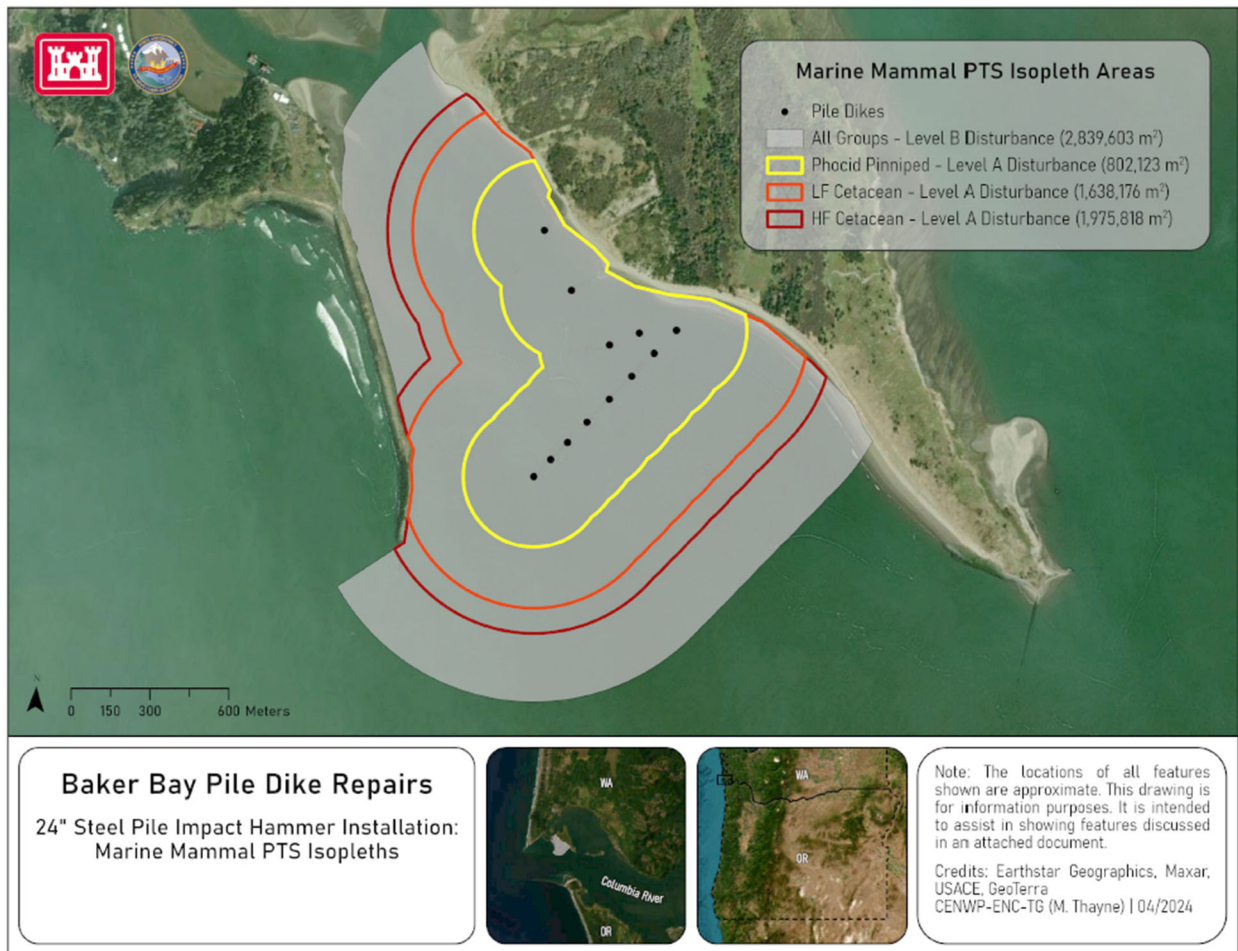 Marine Mammal PTS Isopleth Areas
Pile Dikes
All Groups - Level B Disturbance (2,839,603 m²)
Phocid Pinniped - Level A Disturbance (802,123 m²)
LF Cetacean - Level A Disturbance (1,638,176 m²)
HF Cetacean - Level A Disturbance (1,975,818 m²)
N
0 150 300 600 Meters
Baker Bay Pile Dike Repairs
24" Steel Pile Impact Hammer Installation:
Marine Mammal PTS Isopleths
WA
Columbia River
OR
WA
OR
Note: The locations of all features
shown are approximate. This drawing is
for information purposes. It is intended
to assist in showing features discussed
in an attached document.
Credits: Earthstar Geographics, Maxar,
USACE, GeoTerra
CENWP-ENC-TG (M. Thayne) | 04/2024